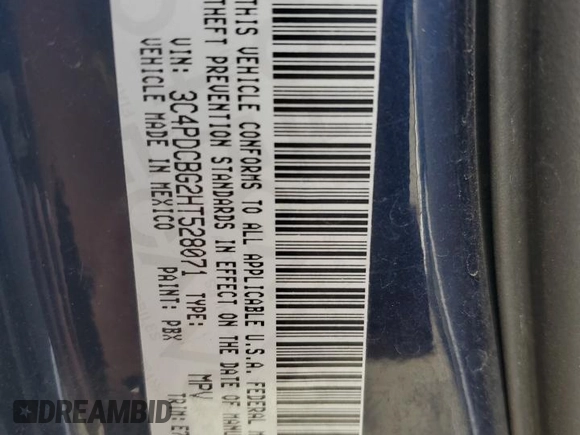 THIS VEHICLE CONFORMS TO ALL APPLICABLE U.S.A. FEDERAL
THEFT PREVENTION STANDARDS IN EFFECT ON THE DATE OF
VIN: 3C4PDCBG2HT528071 TYPE: MPV
VEHICLE MADE IN MEXICO PAINT: PBX
DREAMBID